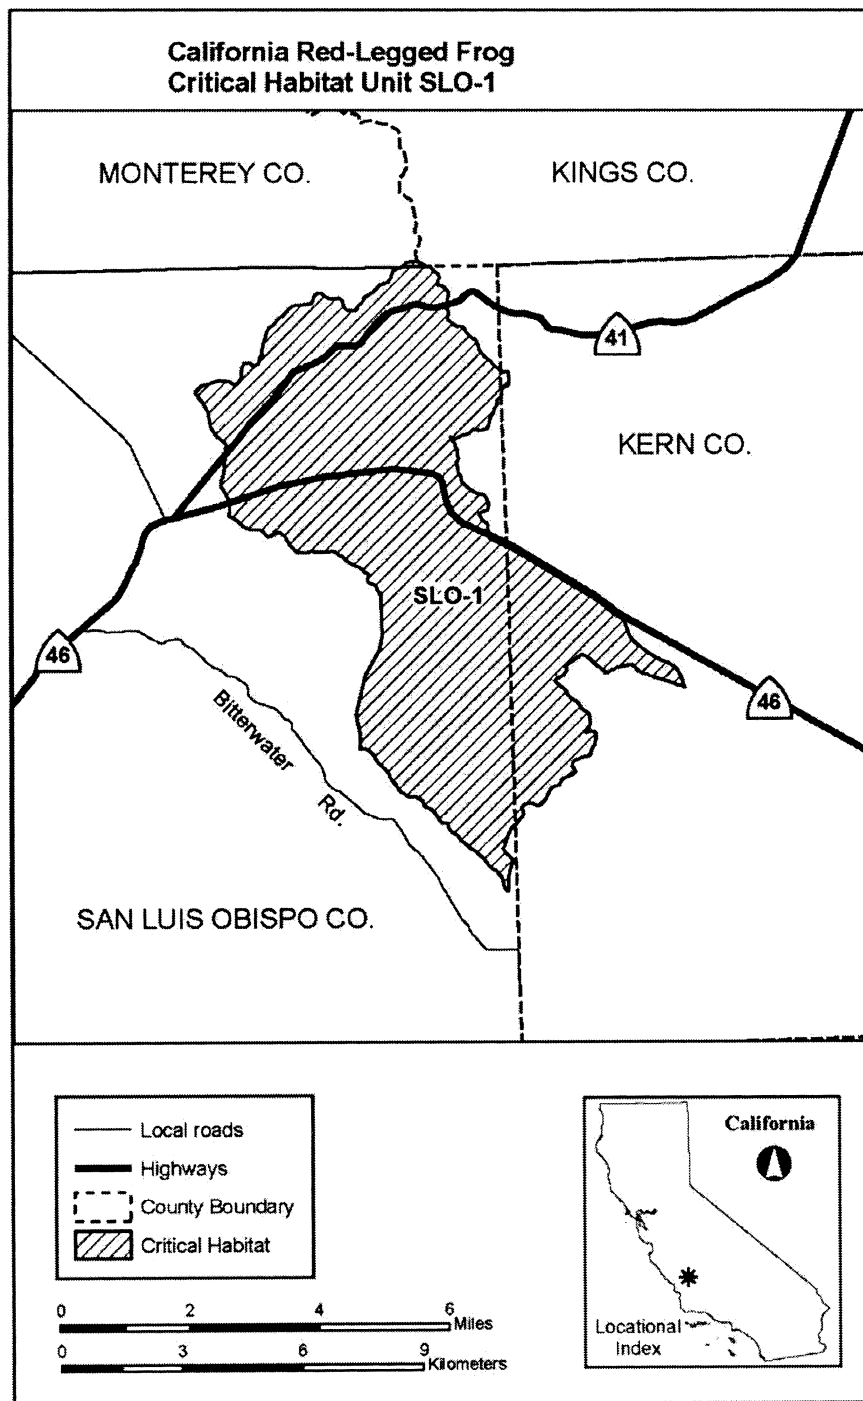 California Red-Legged Frog
Critical Habitat Unit SLO-1
MONTEREY CO.
KINGS CO.
41
KERN CO.
SLO-1
46
46
Bitterwater
Rd.
SAN LUIS OBISPO CO.
Local roads
Highways
County Boundary
Critical Habitat
0 2 4 6
Miles
0 3 6 9
Kilometers
California
Locational
Index